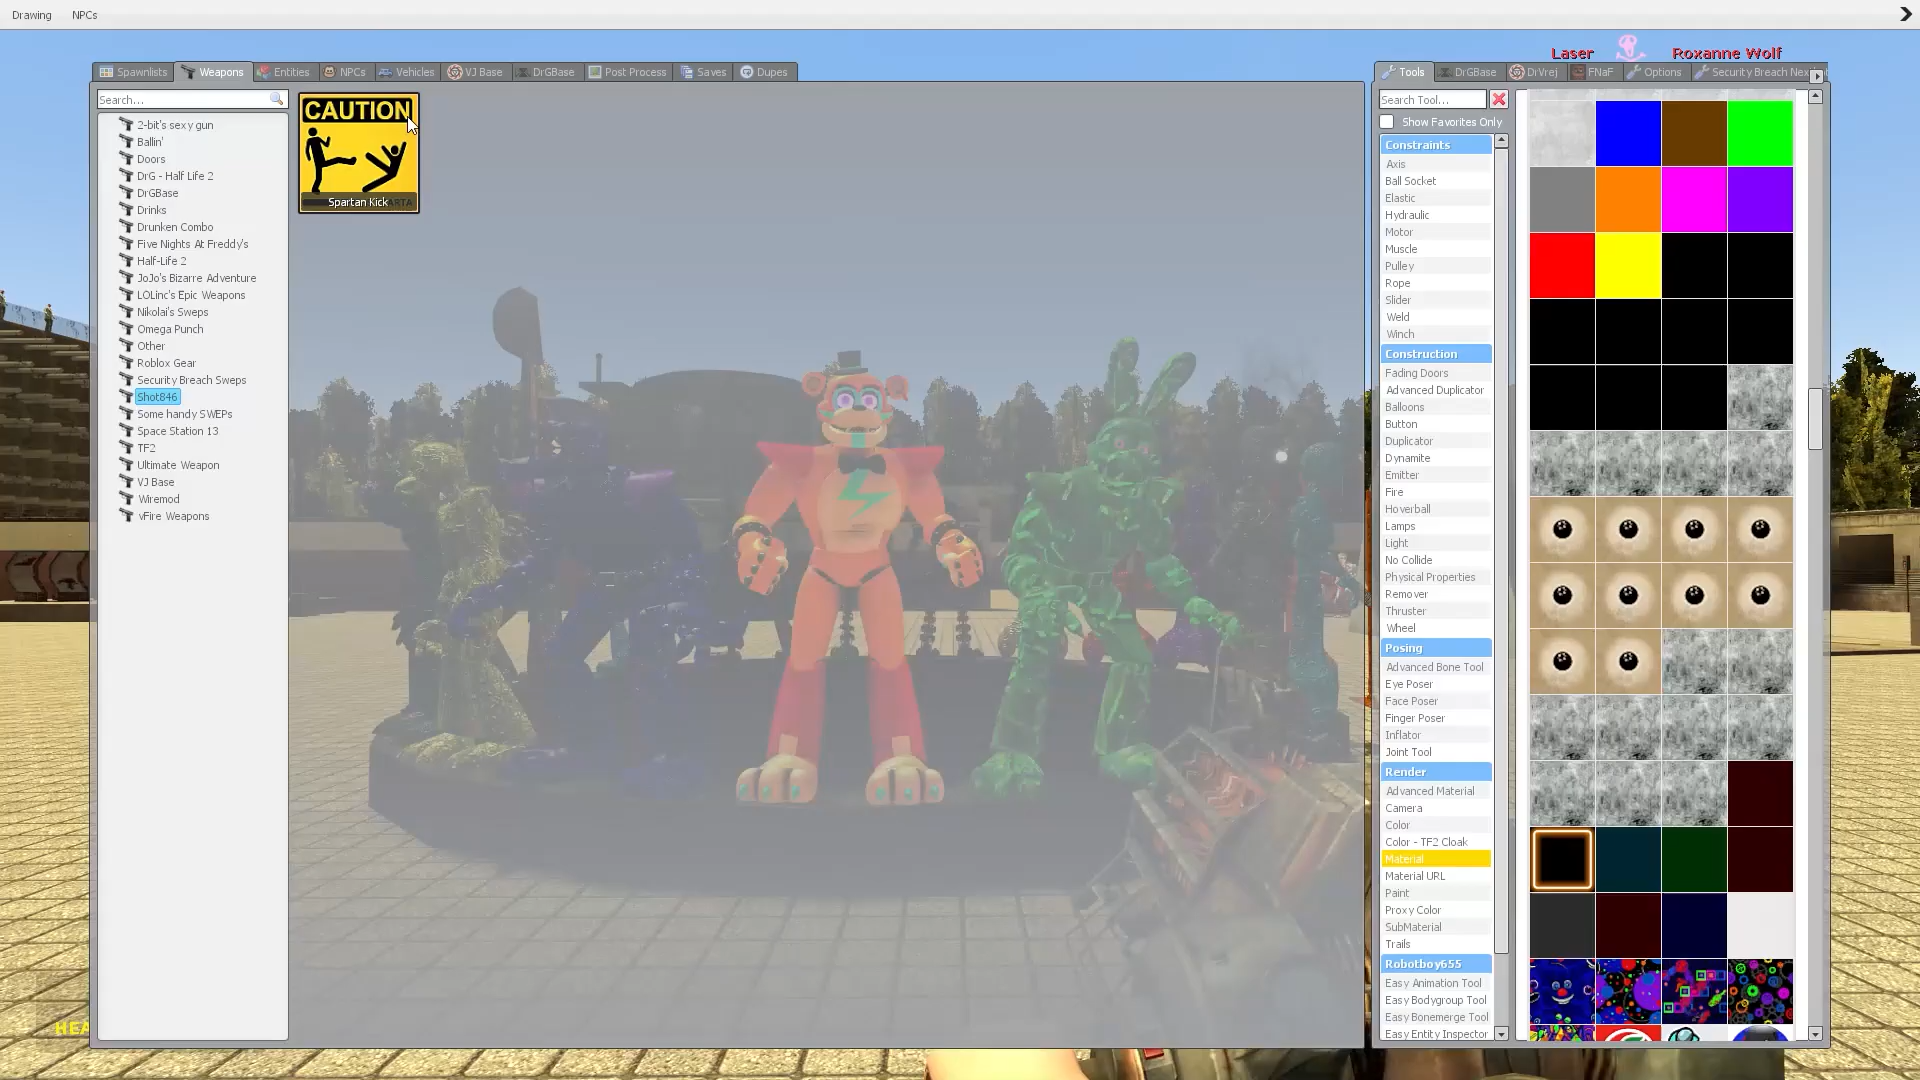 Drawing NPCs
Laser Roxanne Wolf
Spawnlists Weapons Entities NPCs Vehicles VJ Base DrGBase Post Process Saves Dupes
Tools DrGBase DrVrej FNaF Options
Search...
2-bit's sexy gun
Ballin'
Doors
DrG - Half Life 2
DrGBase
Drinks
Drunken Combo
Five Nights At Freddy's
Half-Life 2
JoJo's Bizarre Adventure
LOLinc's Epic Weapons
Nikolai's Sweps
Omega Punch
Other
Roblox Gear
Security Breach Sweps
Shot846
Some handy SWEPs
Space Station 13
TF2
Ultimate Weapon
VJ Base
Wiremod
vFire Weapons
CAUTION
Spartan Kick
Search Tool...
Show Favorites Only
Constraints
Axis
Ball Socket
Elastic
Hydraulic
Motor
Muscle
Pulley
Rope
Slider
Weld
Winch
Construction
Fading Doors
Advanced Duplicator
Balloons
Button
Duplicator
Dynamite
Emitter
Fire
Hoverball
Lamps
Light
No Collide
Physical Properties
Remover
Thruster
Wheel
Posing
Advanced Bone Tool
Eye Poser
Face Poser
Finger Poser
Inflator
Joint Tool
Render
Advanced Material
Camera
Color
Color - TF2 Cloak
Material
Material URL
Paint
Proxy Color
SubMaterial
Trails
Robotboy655
Easy Animation Tool
Easy Bodygroup Tool
Easy Bonemerge Tool
Easy Entity Inspector
Security Breach
HEA